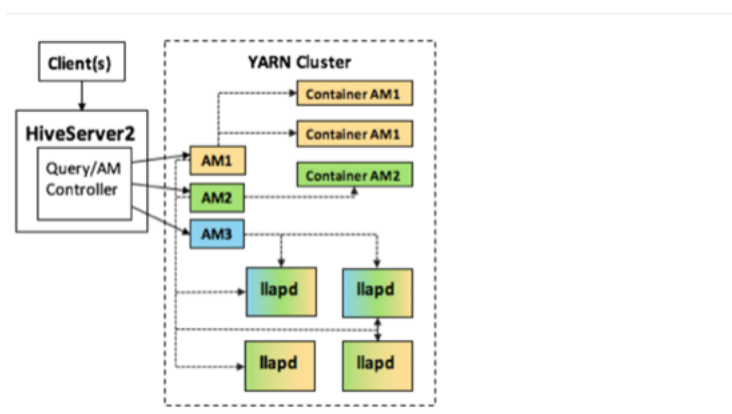 Client(s)
YARN Cluster
Container AM1
HiveServer2
Container AM1
Query/AM
Controller
AM1
Container AM2
AM2
AM3
llapd
llapd
llapd
llapd